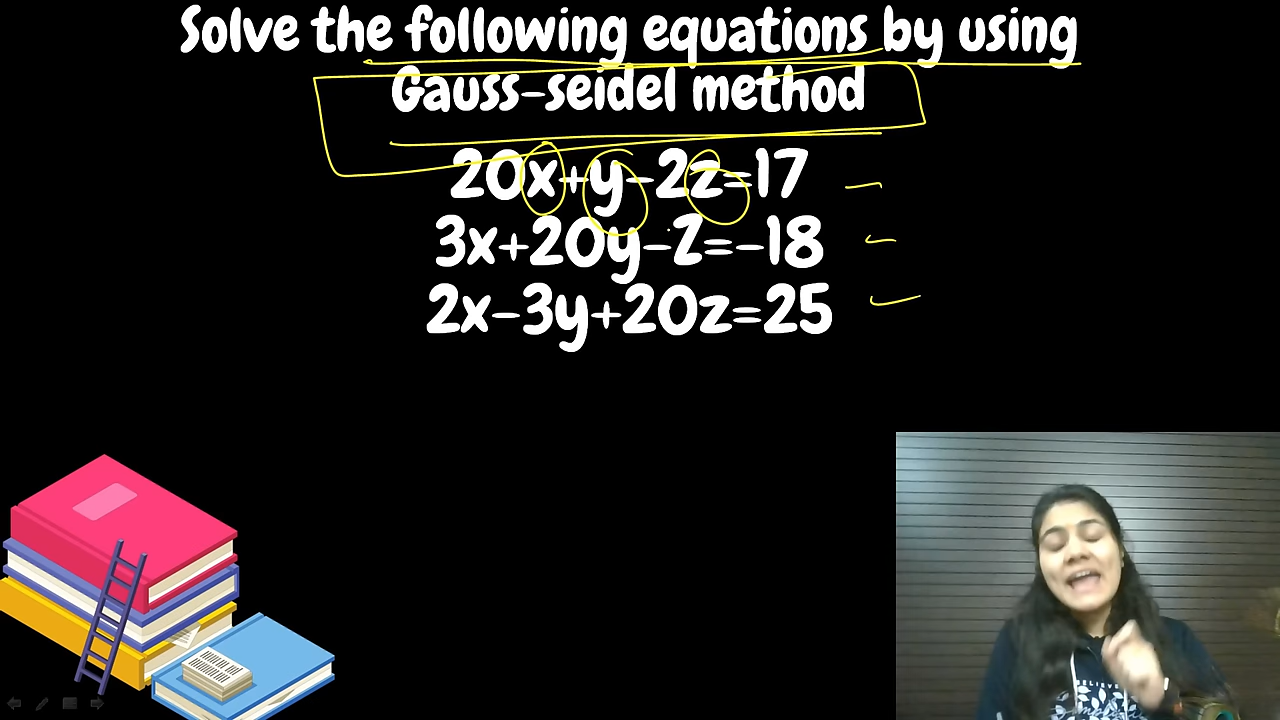 Solve the following equations by using
Gauss-seidel method
20x+y-2z=17
3x+20y-z=-18
2x-3y+20z=25
BELIEVE